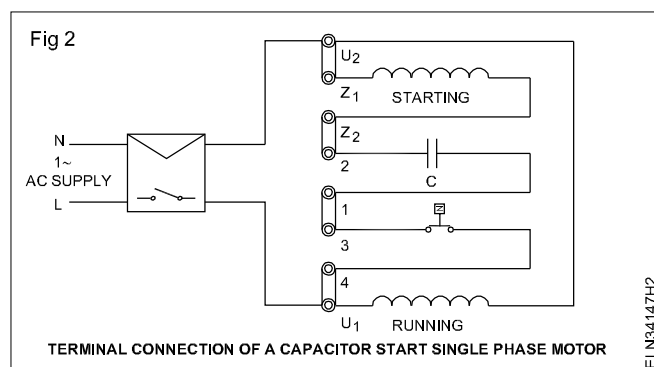 Fig 2
U2
Z1
STARTING
N
1~
AC SUPPLY
L
Z2
2
C
1
N
3
4
U1
RUNNING
TERMINAL CONNECTION OF A CAPACITOR START SINGLE PHASE MOTOR
ELN34147H2